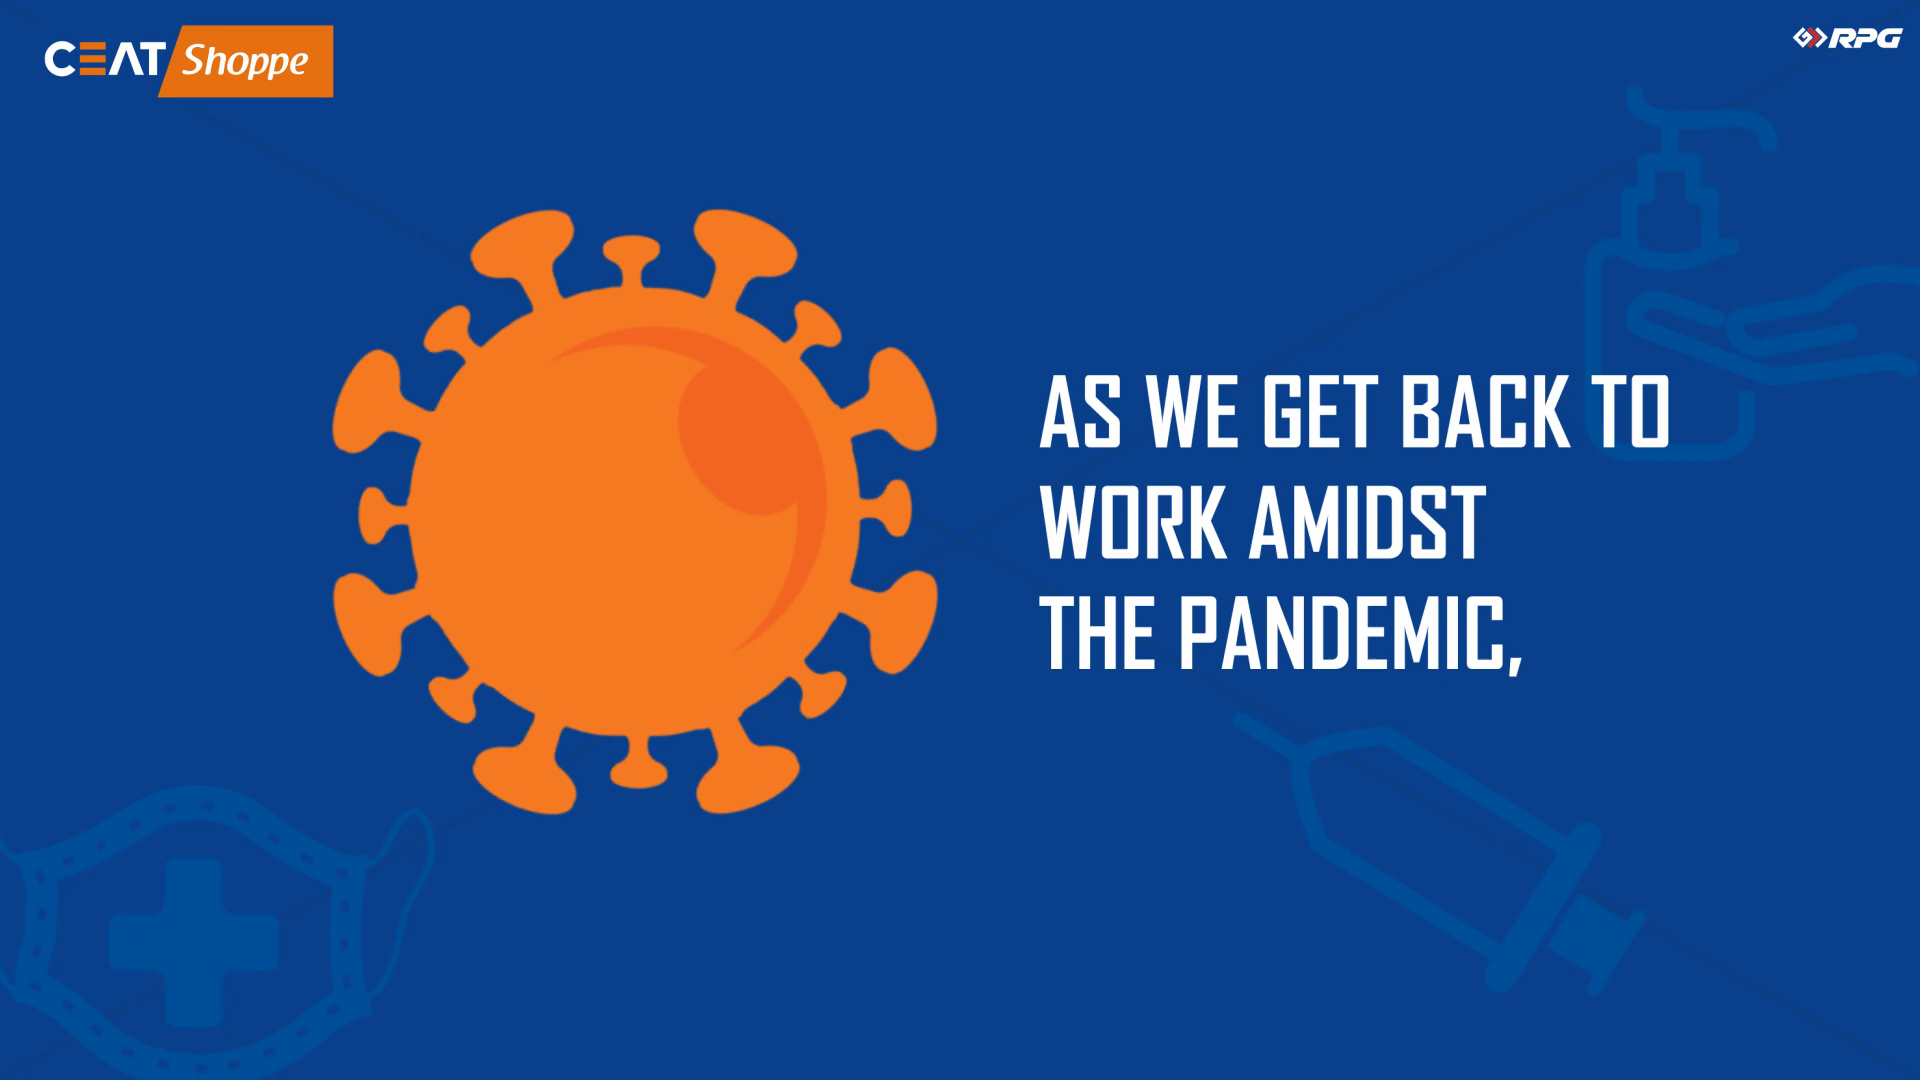 CEAT Shoppe
RPG
AS WE GET BACK TO
WORK AMIDST
THE PANDEMIC,